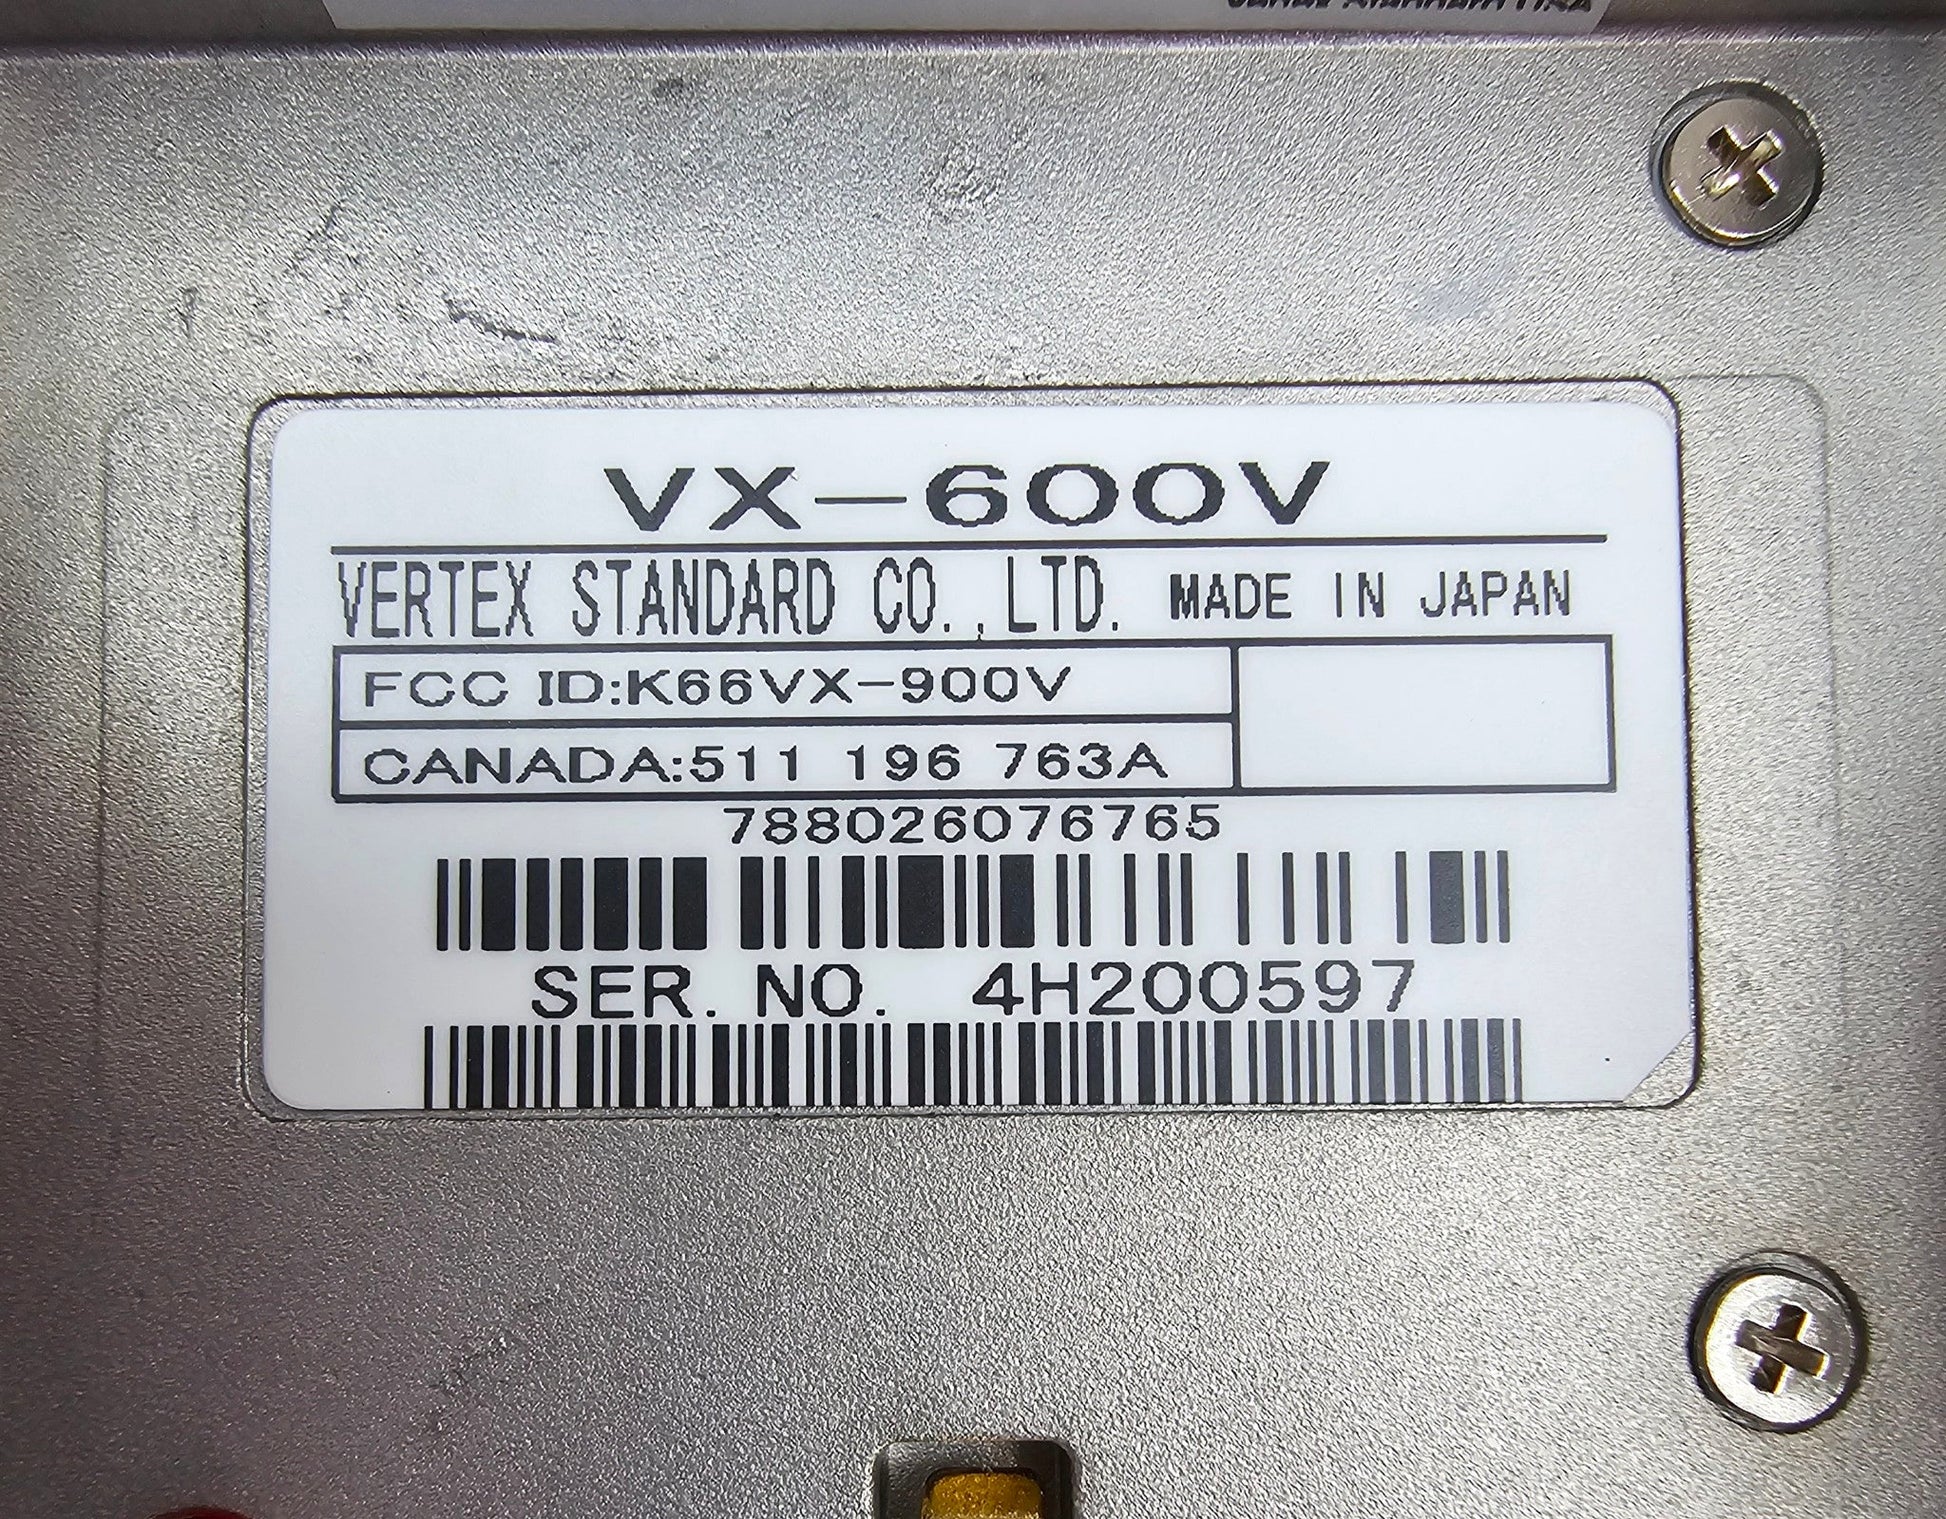 VX-600V
VERTEX STANDARD CO.,LTD. MADE IN JAPAN
FCC ID:K66VX-900V
CANADA:511 196 763A
788026076765
SER. NO. 4H200597